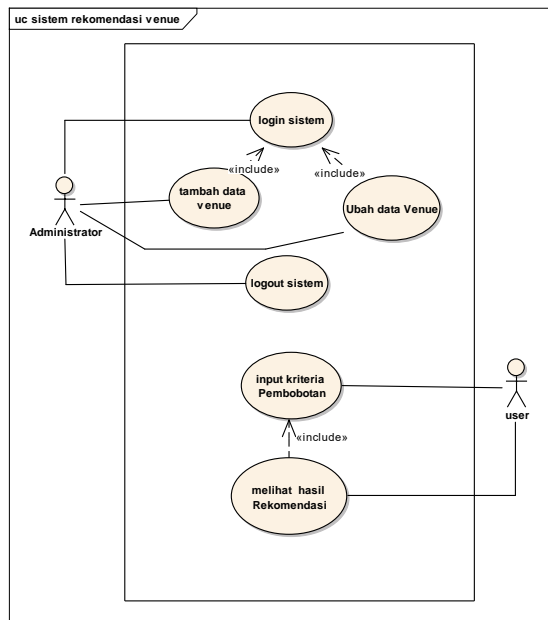 uc sistem rekomendasi venue
login sistem
«include»
«include»
tambah data
venue
Ubah data Venue
Administrator
logout sistem
input kriteria
Pembobotan
user
«include»
melihat hasil
Rekomendasi